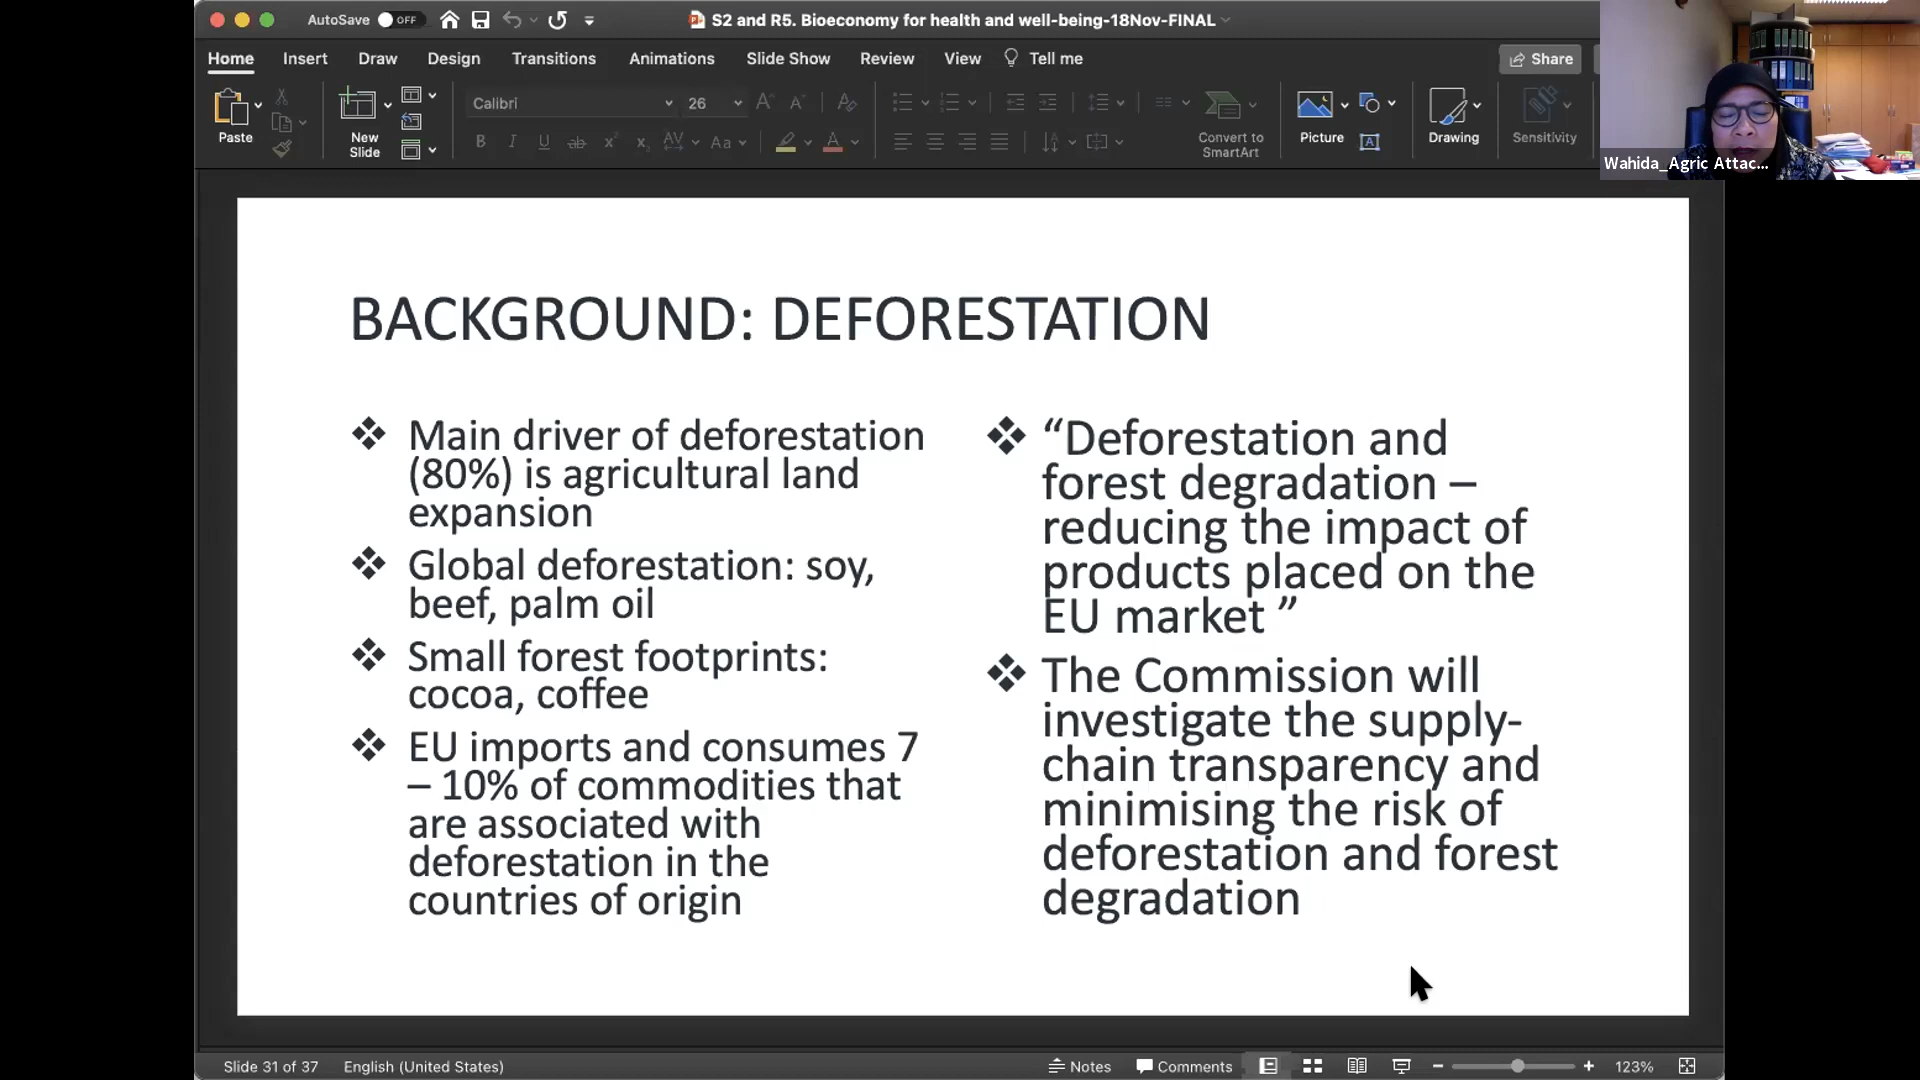 AutoSave OFF
S2 and R5. Bioeconomy for health and well-being-18Nov-FINAL
Home Insert Draw Design Transitions Animations Slide Show Review View Tell me
Share
Calibri 26
Paste
New
Slide
Convert to
SmartArt
Picture
Drawing
Sensitivity
Wahida_Agric Attac...
BACKGROUND: DEFORESTATION
Main driver of deforestation
(80%) is agricultural land
expansion
Global deforestation: soy,
beef, palm oil
Small forest footprints:
cocoa, coffee
EU imports and consumes 7
– 10% of commodities that
are associated with
deforestation in the
countries of origin
“Deforestation and
forest degradation –
reducing the impact of
products placed on the
EU market ”
The Commission will
investigate the supply-
chain transparency and
minimising the risk of
deforestation and forest
degradation
Slide 31 of 37 English (United States) Notes Comments 123%